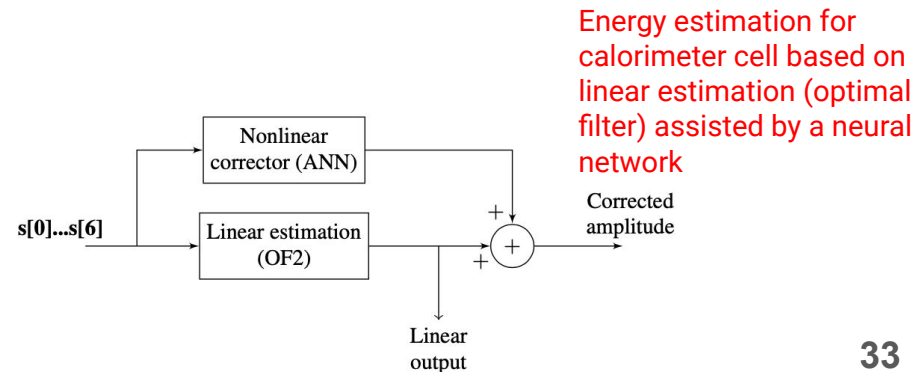 Energy estimation for
calorimeter cell based on
linear estimation (optimal
filter) assisted by a neural
network
Nonlinear
corrector (ANN)
s[0]...s[6]
Linear estimation
(OF2)
+
+
+
Corrected
amplitude
Linear
output
33